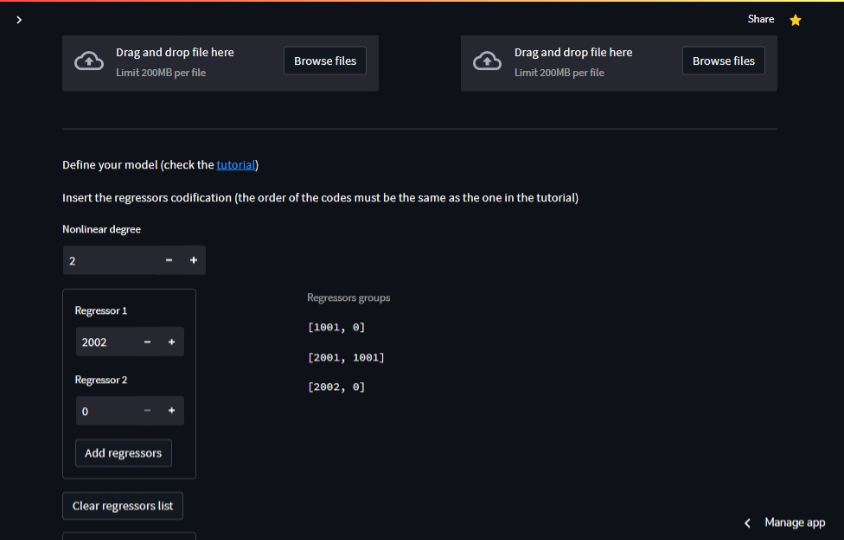 Share
Drag and drop file here
Limit 200MB per file
Browse files
Drag and drop file here
Limit 200MB per file
Browse files
Define your model (check the tutorial)
Insert the regressors codification (the order of the codes must be the same as the one in the tutorial)
Nonlinear degree
2
Regressor 1
2002
Regressor 2
0
Add regressors
Clear regressors list
Regressors groups
[1001, 0]
[2001, 1001]
[2002, 0]
Manage app